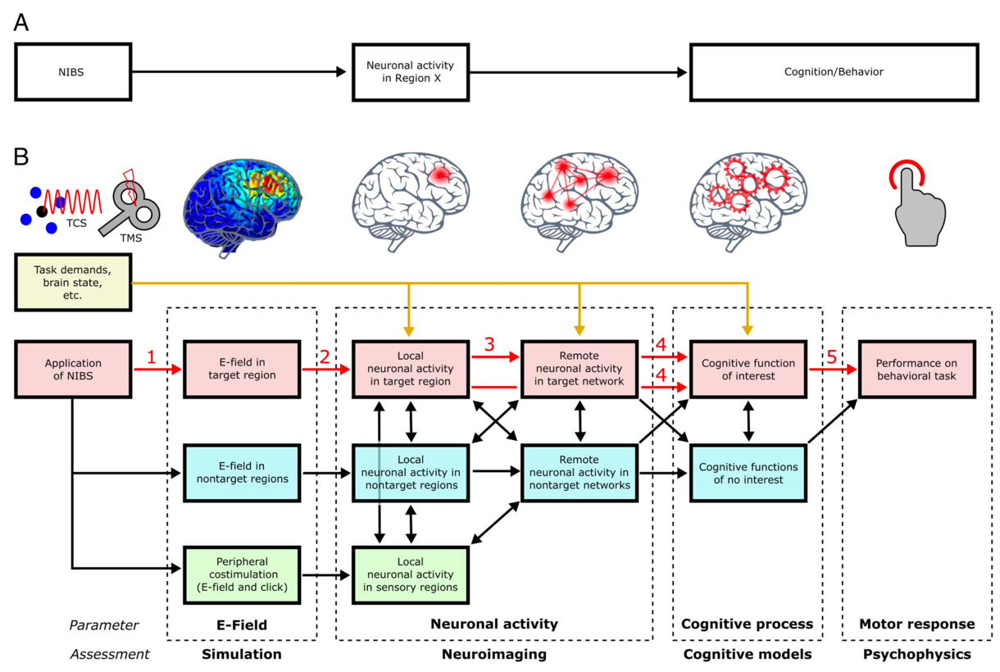 A
NIBS
Neuronal activity
in Region X
Cognition/Behavior
B
TCS
TMS
Task demands,
brain state,
etc.
Application
of NIBS
1
E-field in
target region
2
Local
neuronal activity
in target region
3
Remote
neuronal activity
in target network
4
4
Cognitive function
of interest
5
Performance on
behavioral task
E-field in
nontarget regions
Local
neuronal activity in
nontarget regions
Remote
neuronal activity in
nontarget networks
Cognitive functions
of no interest
Peripheral
costimulation
(E-field and click)
Local
neuronal activity
in sensory regions
Parameter
E-Field
Neuronal activity
Cognitive process
Motor response
Assessment
Simulation
Neuroimaging
Cognitive models
Psychophysics